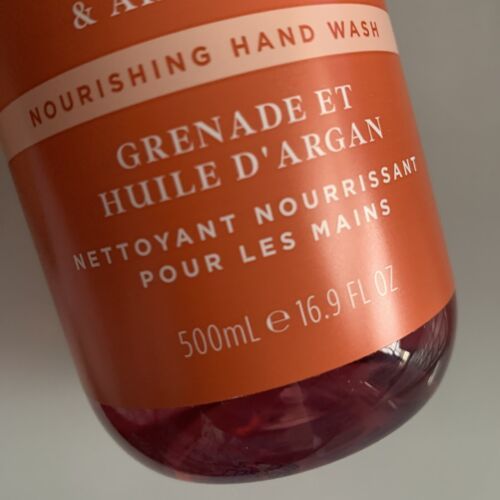 &
NOURISHING HAND WASH
GRENADE ET
HUILE D'ARGAN
NETTOYANT NOURRISSANT
POUR LES MAINS
500mL e 16.9 FL OZ